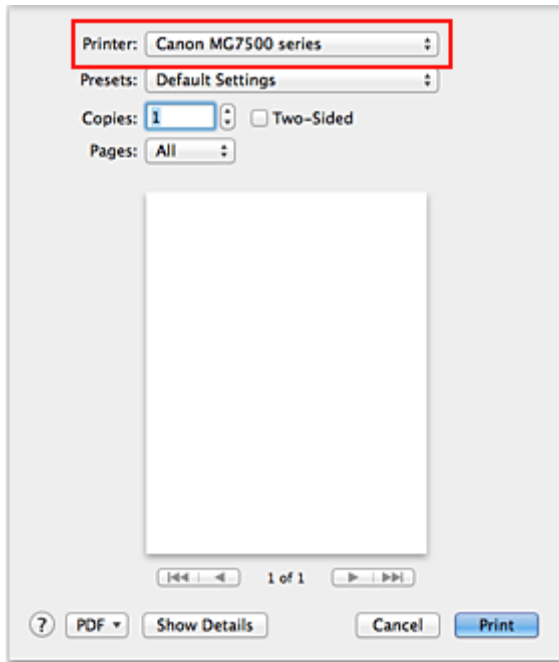 Printer: Canon MG7500 series
Presets: Default Settings
Copies: 1 Two-Sided
Pages: All
1 of 1
? PDF Show Details Cancel Print